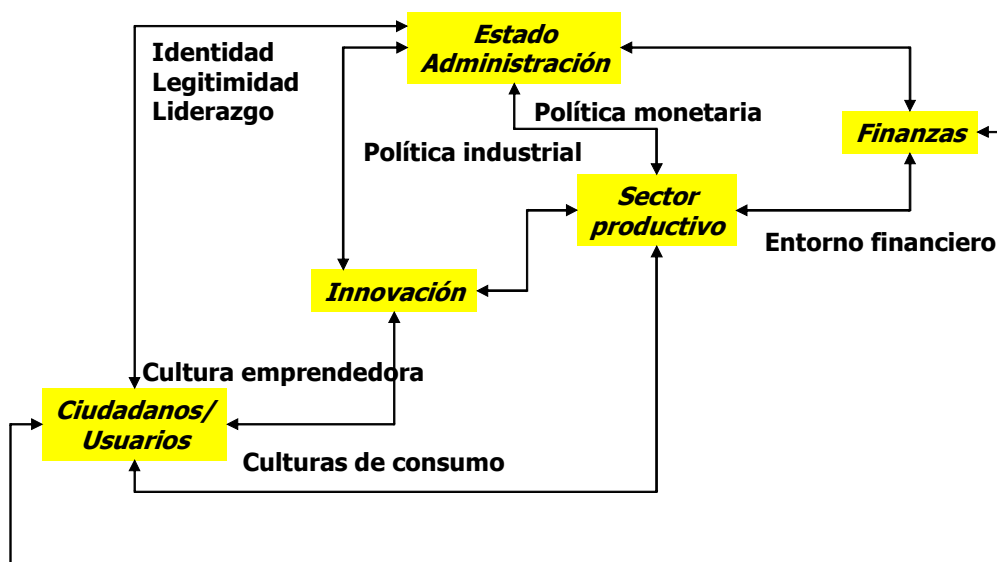 Estado
Administración
Identidad
Legitimidad
Liderazgo
Política monetaria
Finanzas
Política industrial
Sector
productivo
Entorno financiero
Innovación
Cultura emprendedora
Ciudadanos/
Usuarios
Culturas de consumo